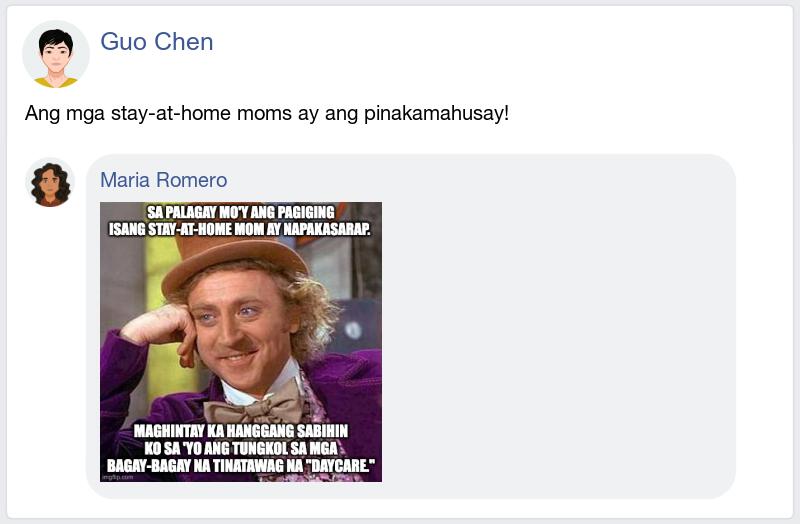 Guo Chen
Ang mga stay-at-home moms ay ang pinakamahusay!
Maria Romero
SA PALAGAY MO'Y ANG PAGIGING
ISANG STAY-AT-HOME MOM AY NAPAKASARAP.
MAGHINTAY KA HANGGANG SABIHIN
KO SA 'YO ANG TUNGKOL SA MGA
BAGAY-BAGAY NA TINATAWAG NA "DAYCARE."
imgflip.com